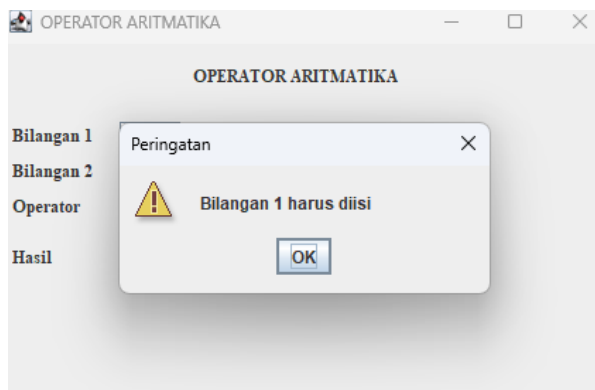 OPERATOR ARITMATIKA
OPERATOR ARITMATIKA
Bilangan 1
Bilangan 2
Operator
Hasil
Peringatan
Bilangan 1 harus diisi
OK